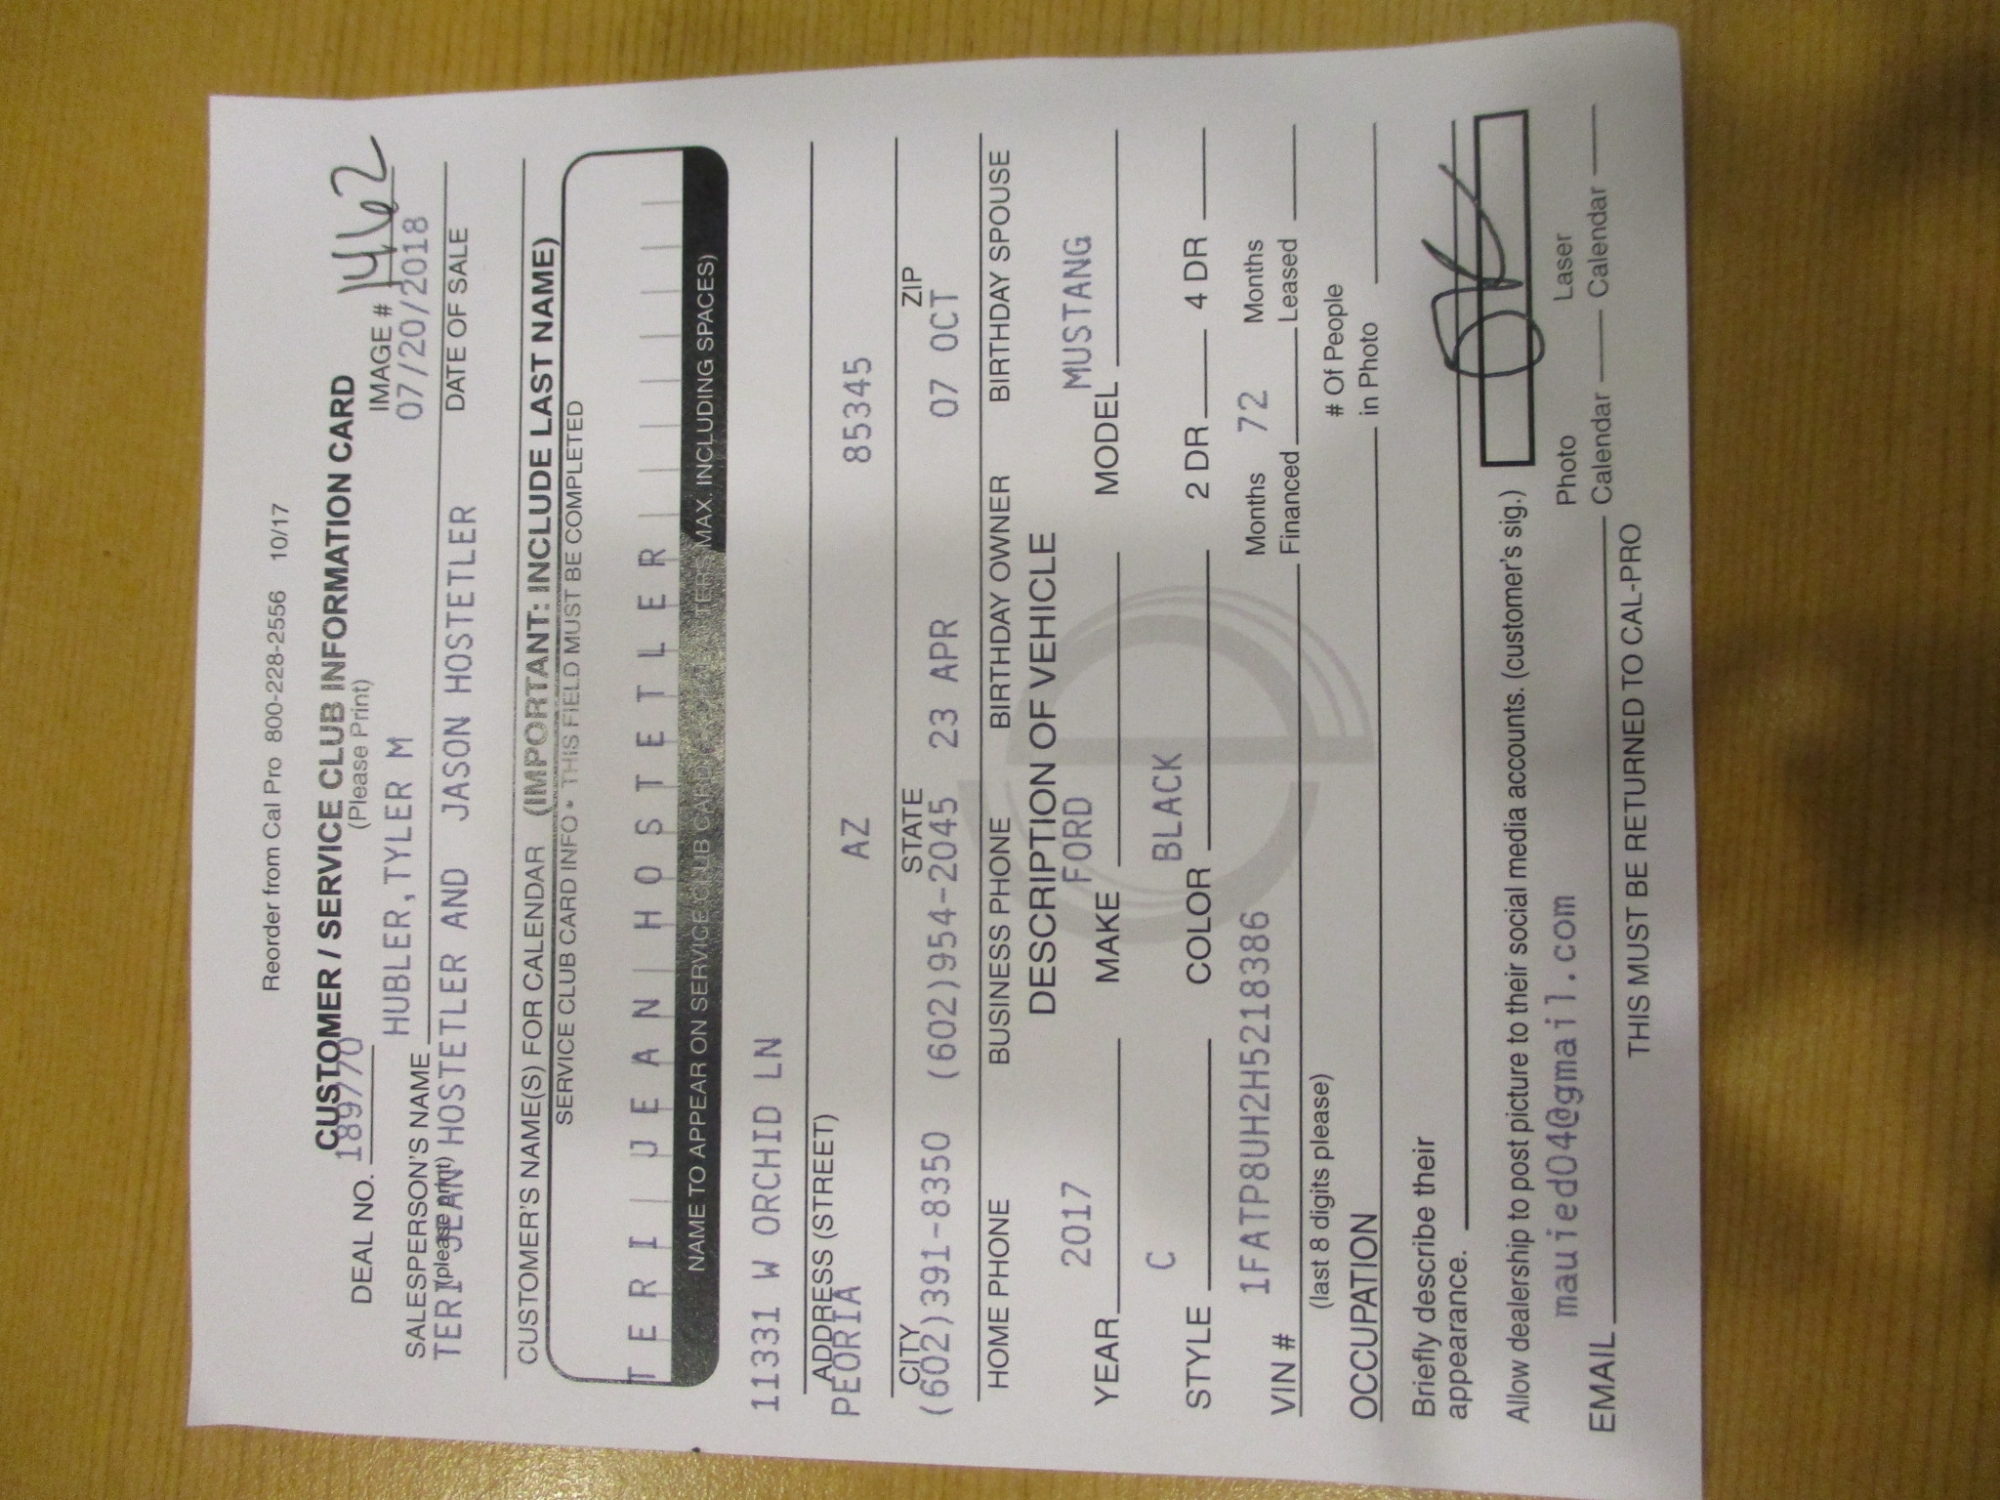 Reorder from Cal Pro 800-228-2556 10/17
CUSTOMER / SERVICE CLUB INFORMATION CARD
(Please Print)
DEAL NO. 189770
IMAGE # 1462
HUBLER,TYLER M
07/20/2018
SALESPERSON'S NAME
(please print)
DATE OF SALE
TERI JEAN HOSTETLER AND JASON HOSTETLER
CUSTOMER'S NAME(S) FOR CALENDAR (IMPORTANT: INCLUDE LAST NAME)
SERVICE CLUB CARD INFO • THIS FIELD MUST BE COMPLETED
TERI JEAN HOSTETLER
NAME TO APPEAR ON SERVICE CLUB CARD MAX. INCLUDING SPACES)
11331 W ORCHID LN
ADDRESS (STREET)
PEORIA AZ 85345
CITY STATE ZIP
(602)391-8350 (602)954-2045 23 APR 07 OCT
HOME PHONE BUSINESS PHONE BIRTHDAY OWNER BIRTHDAY SPOUSE
DESCRIPTION OF VEHICLE
2017 FORD MUSTANG
YEAR MAKE MODEL
C BLACK
STYLE COLOR 2 DR 4 DR
1FATP8UH2H5218386 Months 72 Months
VIN # Financed Leased
(last 8 digits please)
# Of People
in Photo
OCCUPATION
Briefly describe their
appearance.
Allow dealership to post picture to their social media accounts. (customer's sig.)
mauied04@gmail.com
Photo Laser
EMAIL Calendar Calendar
THIS MUST BE RETURNED TO CAL-PRO